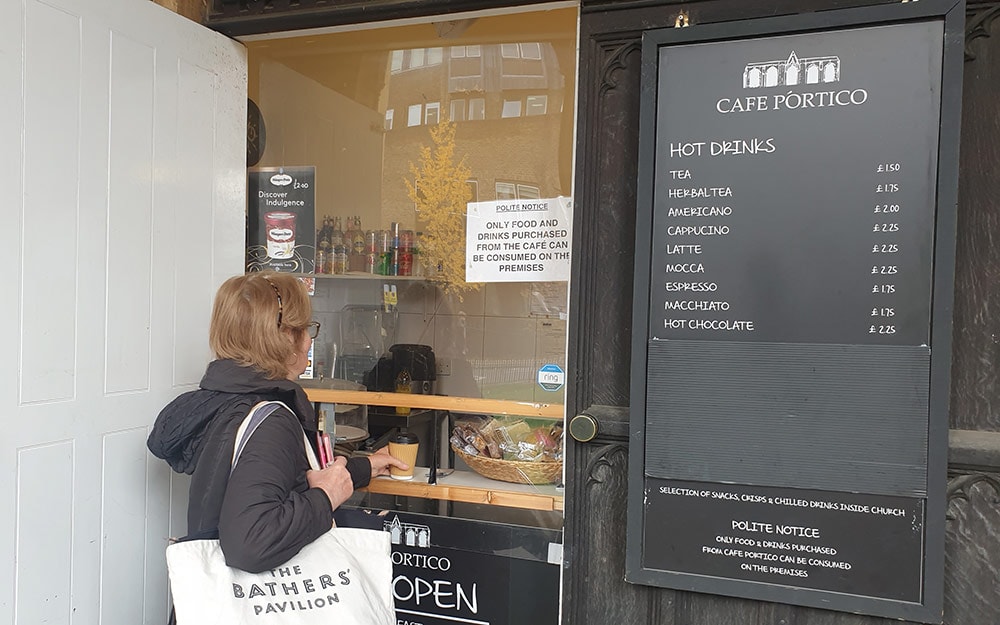 CAFE PÓRTICO
HOT DRINKS
TEA £1.50
HERBALTEA £1.75
AMERICANO £2.00
CAPPUCINO £2.25
LATTE £2.25
MOCCA £2.25
ESPRESSO £1.75
MACCHIATO £1.75
HOT CHOCOLATE £2.25
SELECTION OF SNACKS, CRISPS & CHILLED DRINKS INSIDE CHURCH
POLITE NOTICE
ONLY FOOD & DRINKS PURCHASED
FROM CAFE PORTICO CAN BE CONSUMED
ON THE PREMISES
POLITE NOTICE
ONLY FOOD AND
DRINKS PURCHASED
FROM THE CAFÉ CAN
BE CONSUMED ON THE
PREMISES
£2.00
Discover
Indulgence
ring
PORTICO
OPEN
THE
BATHERS'
PAVILION